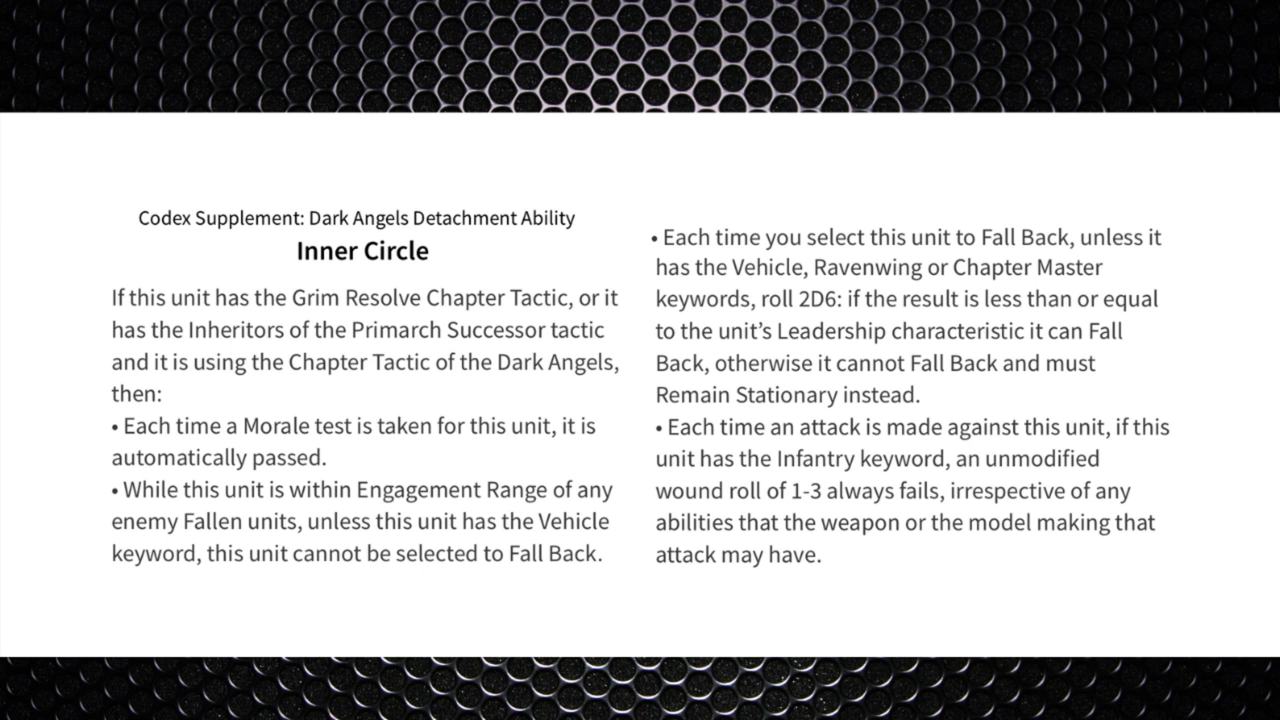 Codex Supplement: Dark Angels Detachment Ability
Inner Circle
If this unit has the Grim Resolve Chapter Tactic, or it
has the Inheritors of the Primarch Successor tactic
and it is using the Chapter Tactic of the Dark Angels,
then:
• Each time a Morale test is taken for this unit, it is
automatically passed.
• While this unit is within Engagement Range of any
enemy Fallen units, unless this unit has the Vehicle
keyword, this unit cannot be selected to Fall Back.
• Each time you select this unit to Fall Back, unless it
has the Vehicle, Ravenwing or Chapter Master
keywords, roll 2D6: if the result is less than or equal
to the unit’s Leadership characteristic it can Fall
Back, otherwise it cannot Fall Back and must
Remain Stationary instead.
• Each time an attack is made against this unit, if this
unit has the Infantry keyword, an unmodified
wound roll of 1-3 always fails, irrespective of any
abilities that the weapon or the model making that
attack may have.